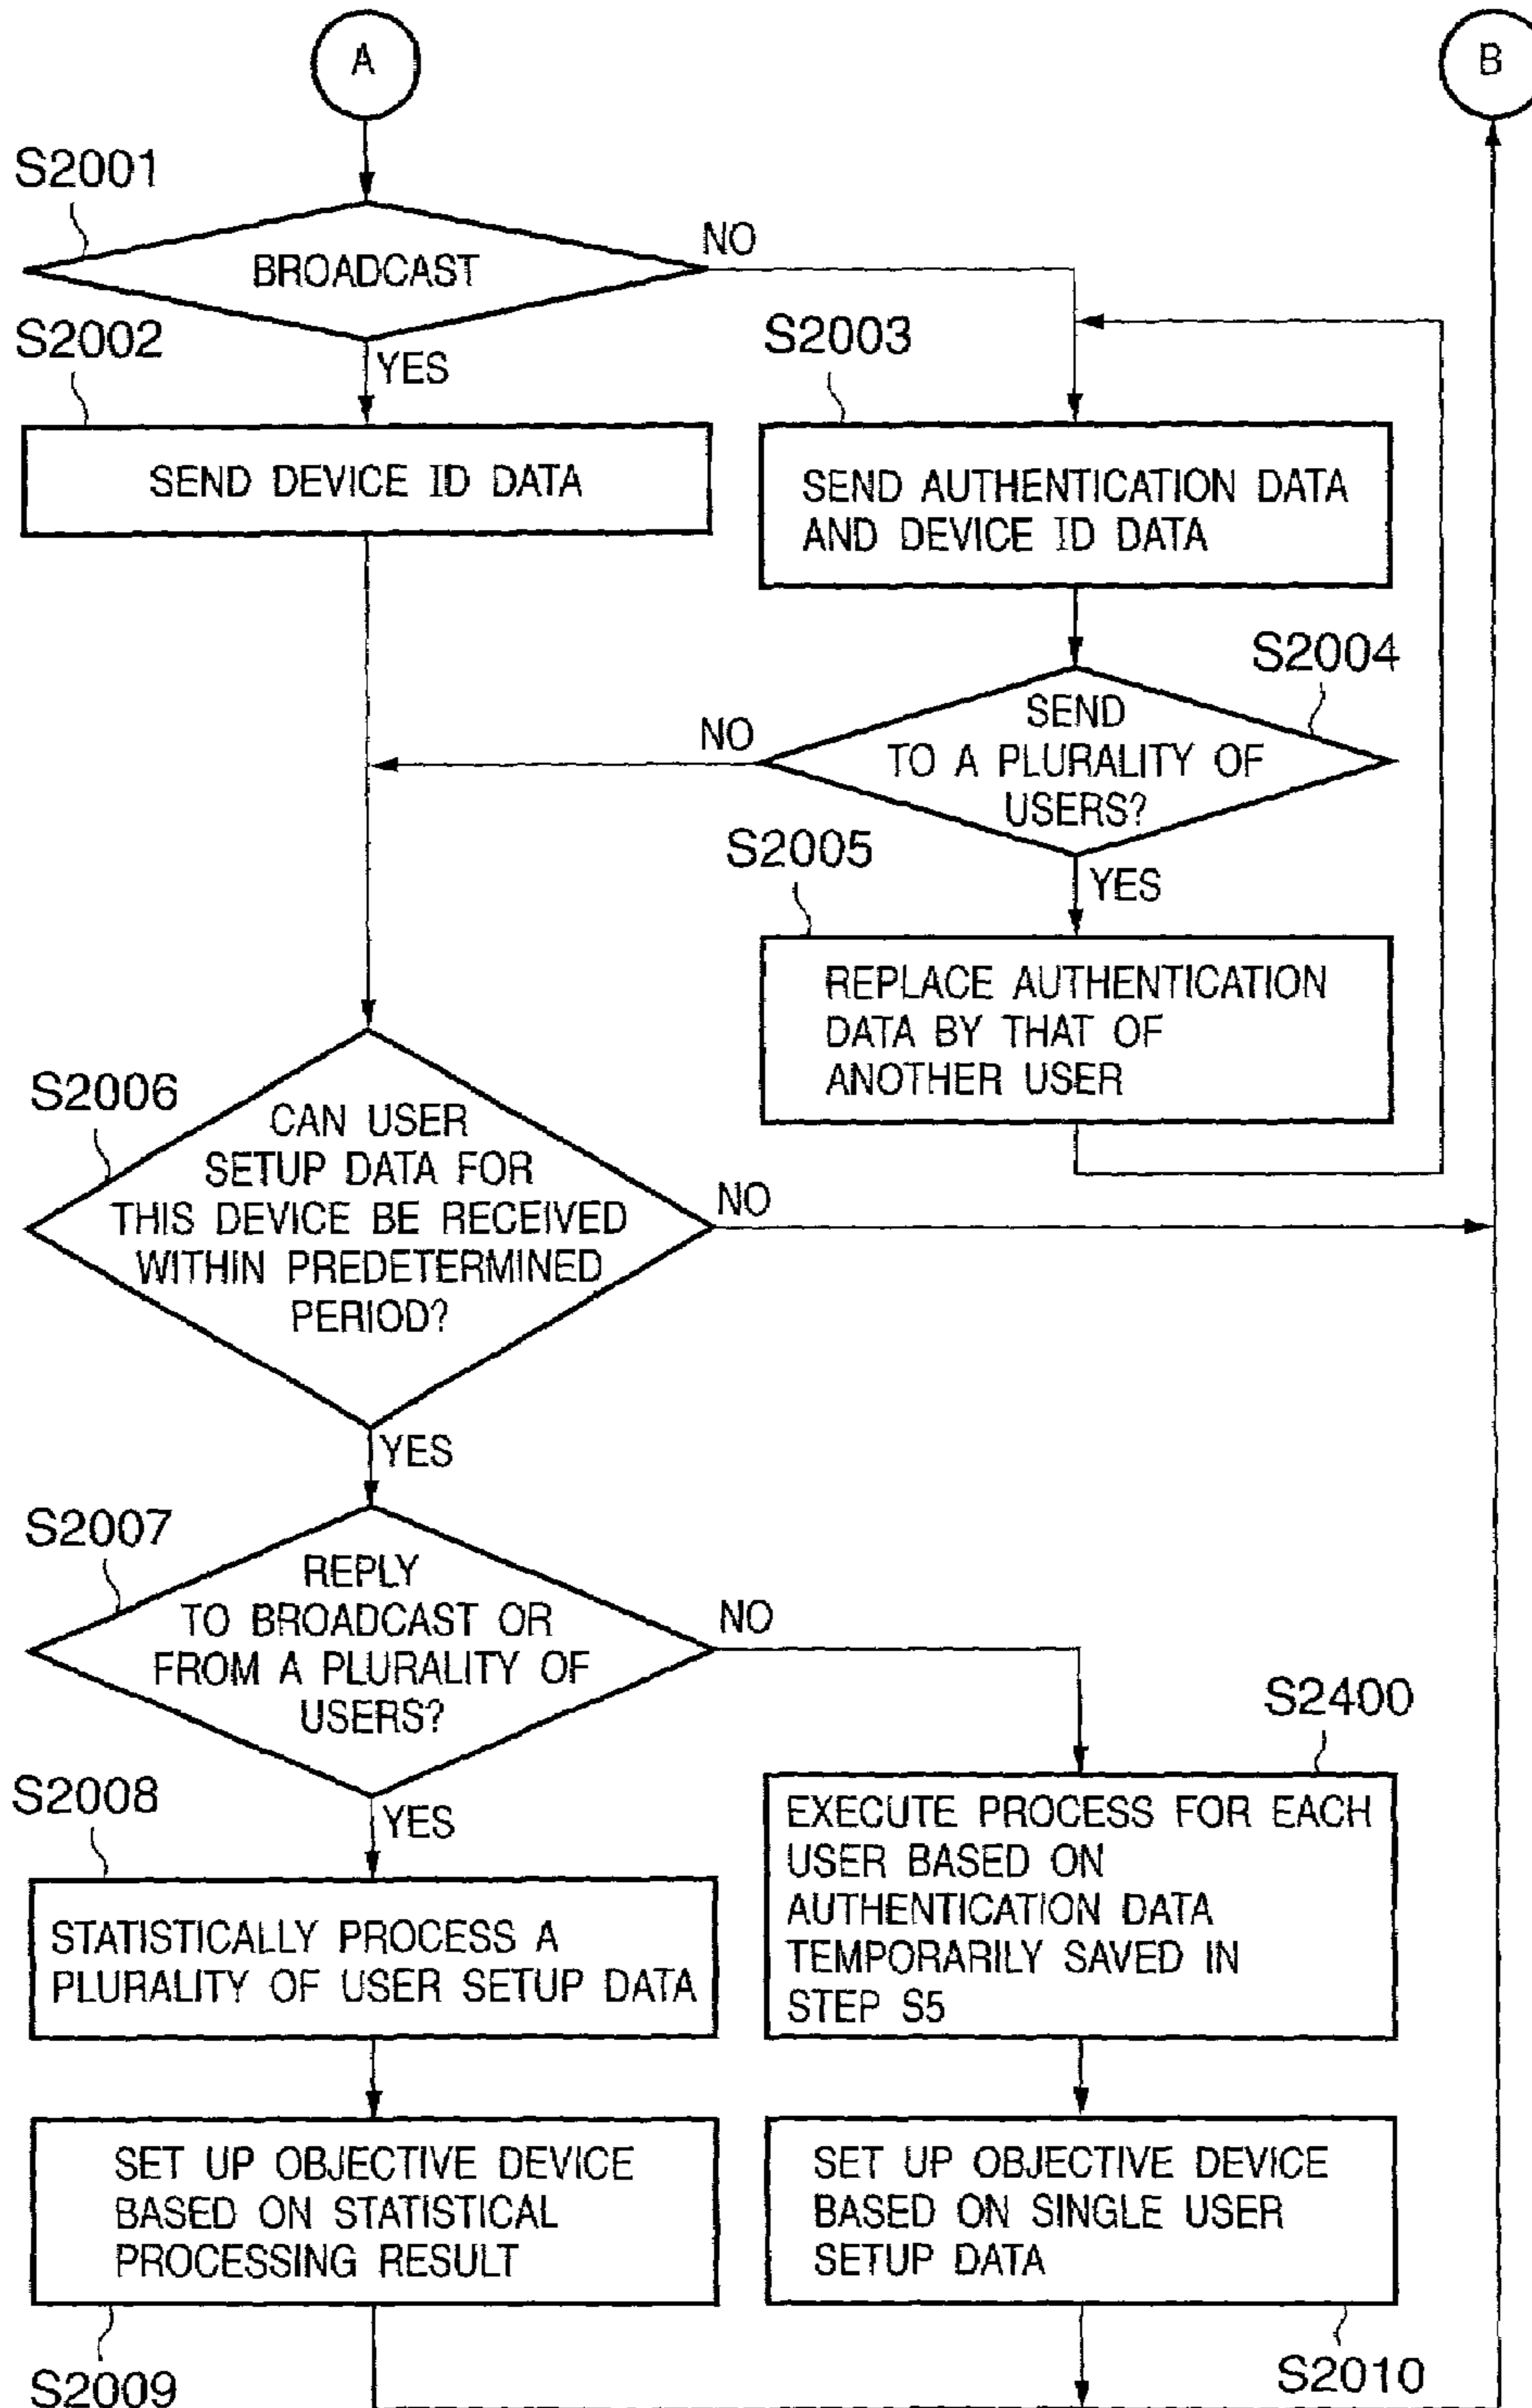 A
B
S2001
BROADCAST
NO
S2002
YES
SEND DEVICE ID DATA
S2003
SEND AUTHENTICATION DATA
AND DEVICE ID DATA
S2004
SEND
TO A PLURALITY OF
USERS?
NO
YES
S2005
REPLACE AUTHENTICATION
DATA BY THAT OF
ANOTHER USER
S2006
CAN USER
SETUP DATA FOR
THIS DEVICE BE RECEIVED
WITHIN PREDETERMINED
PERIOD?
NO
YES
S2007
REPLY
TO BROADCAST OR
FROM A PLURALITY OF
USERS?
NO
YES
S2008
STATISTICALLY PROCESS A
PLURALITY OF USER SETUP DATA
S2400
EXECUTE PROCESS FOR EACH
USER BASED ON
AUTHENTICATION DATA
TEMPORARILY SAVED IN
STEP S5
SET UP OBJECTIVE DEVICE
BASED ON STATISTICAL
PROCESSING RESULT
S2009
SET UP OBJECTIVE DEVICE
BASED ON SINGLE USER
SETUP DATA
S2010